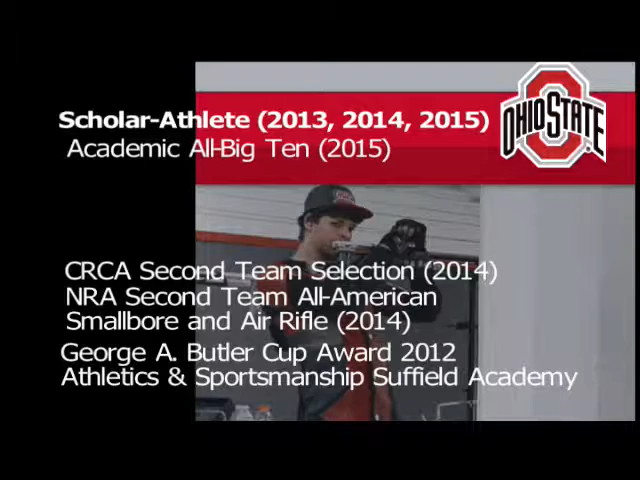 Scholar-Athlete (2013, 2014, 2015)
OHIO STATE
Academic All-Big Ten (2015)
CRCA Second Team Selection (2014)
NRA Second Team All-American
Smallbore and Air Rifle (2014)
George A. Butler Cup Award 2012
Athletics & Sportsmanship Suffield Academy